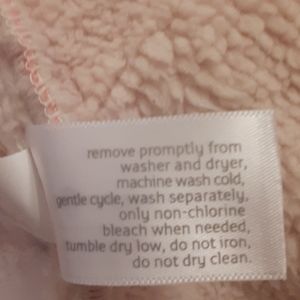 remove promptly from
washer and dryer,
machine wash cold,
gentle cycle, wash separately,
only non-chlorine
bleach when needed,
tumble dry low, do not iron,
do not dry clean.